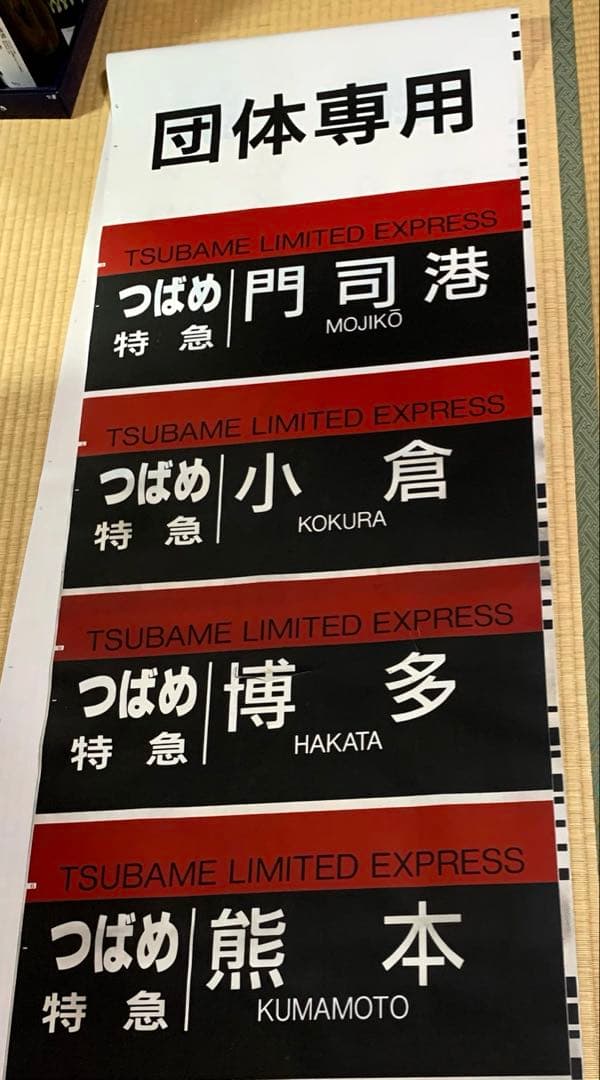 団体専用
TSUBAME LIMITED EXPRESS
つばめ 門司港
特急 MOJIKŌ
TSUBAME LIMITED EXPRESS
つばめ 小倉
特急 KOKURA
TSUBAME LIMITED EXPRESS
つばめ 博多
特急 HAKATA
TSUBAME LIMITED EXPRESS
つばめ 熊本
特急 KUMAMOTO